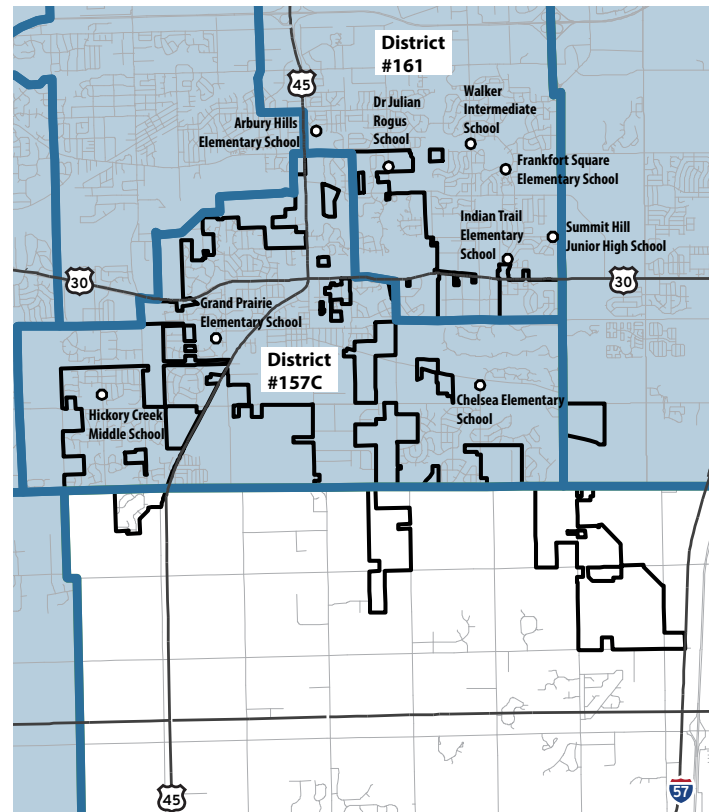 District
#161
45
Walker
Intermediate
School
Dr Julian
Rogus
School
Arbury Hills
Elementary School
Frankfort Square
Elementary School
Indian Trail
Elementary
School
Summit Hill
Junior High School
30
30
Grand Prairie
Elementary School
District
#157C
Chelsea Elementary
School
Hickory Creek
Middle School
45
57